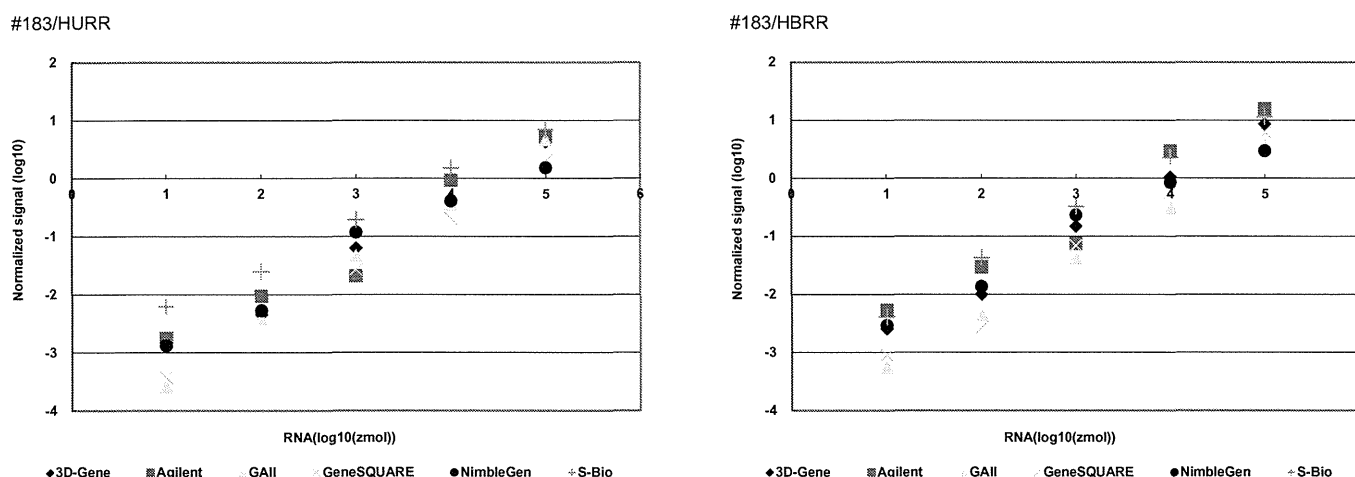 #183/HURR
Normalized signal (log10)
2
1
0
-1
-2
-3
-4
0 1 2 3 4 5 6
RNA(log10(zmol))
3D-Gene Agilent GAII GeneSQUARE NimbleGen S-Bio
#183/HBRR
Normalized signal (log10)
2
1
0
-1
-2
-3
-4
0 1 2 3 4 5
RNA(log10(zmol))
3D-Gene Agilent GAII GeneSQUARE NimbleGen S-Bio